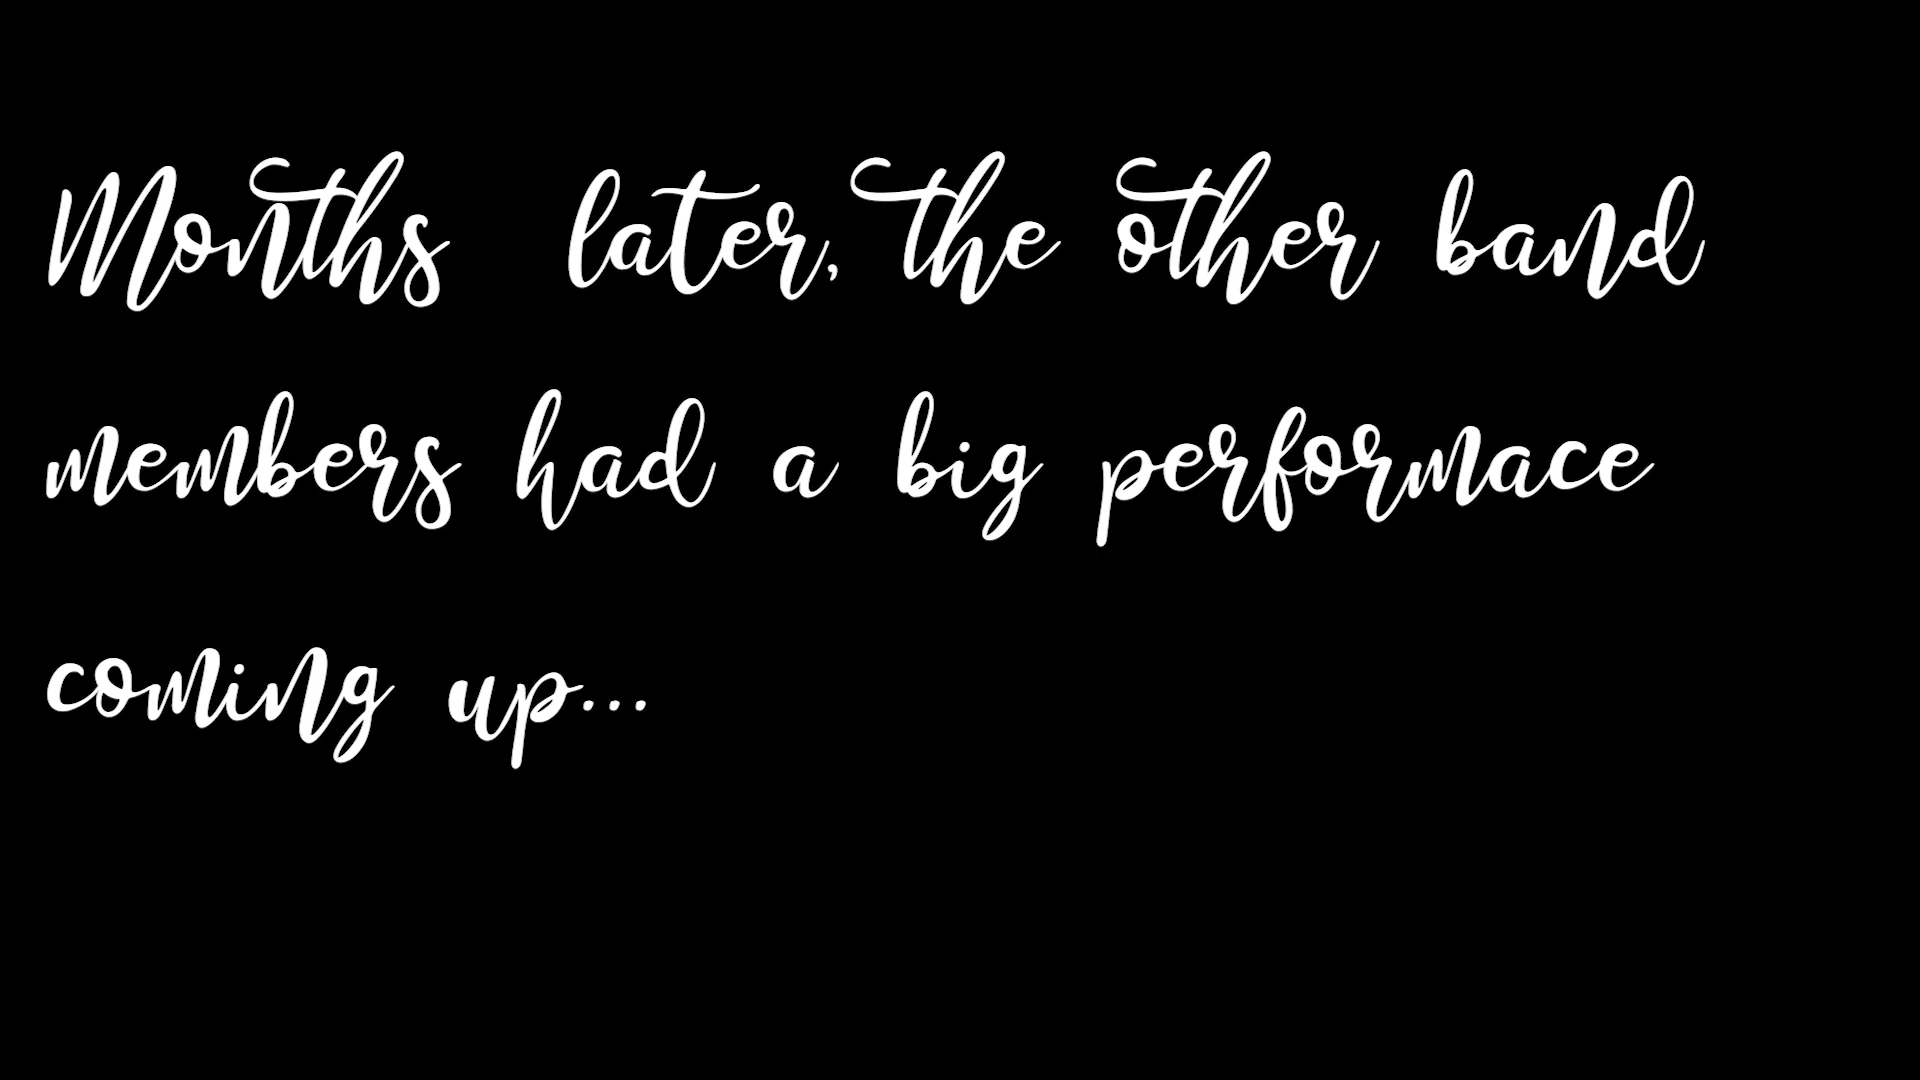 Months  later, the other band
members had a big performace
coming up...